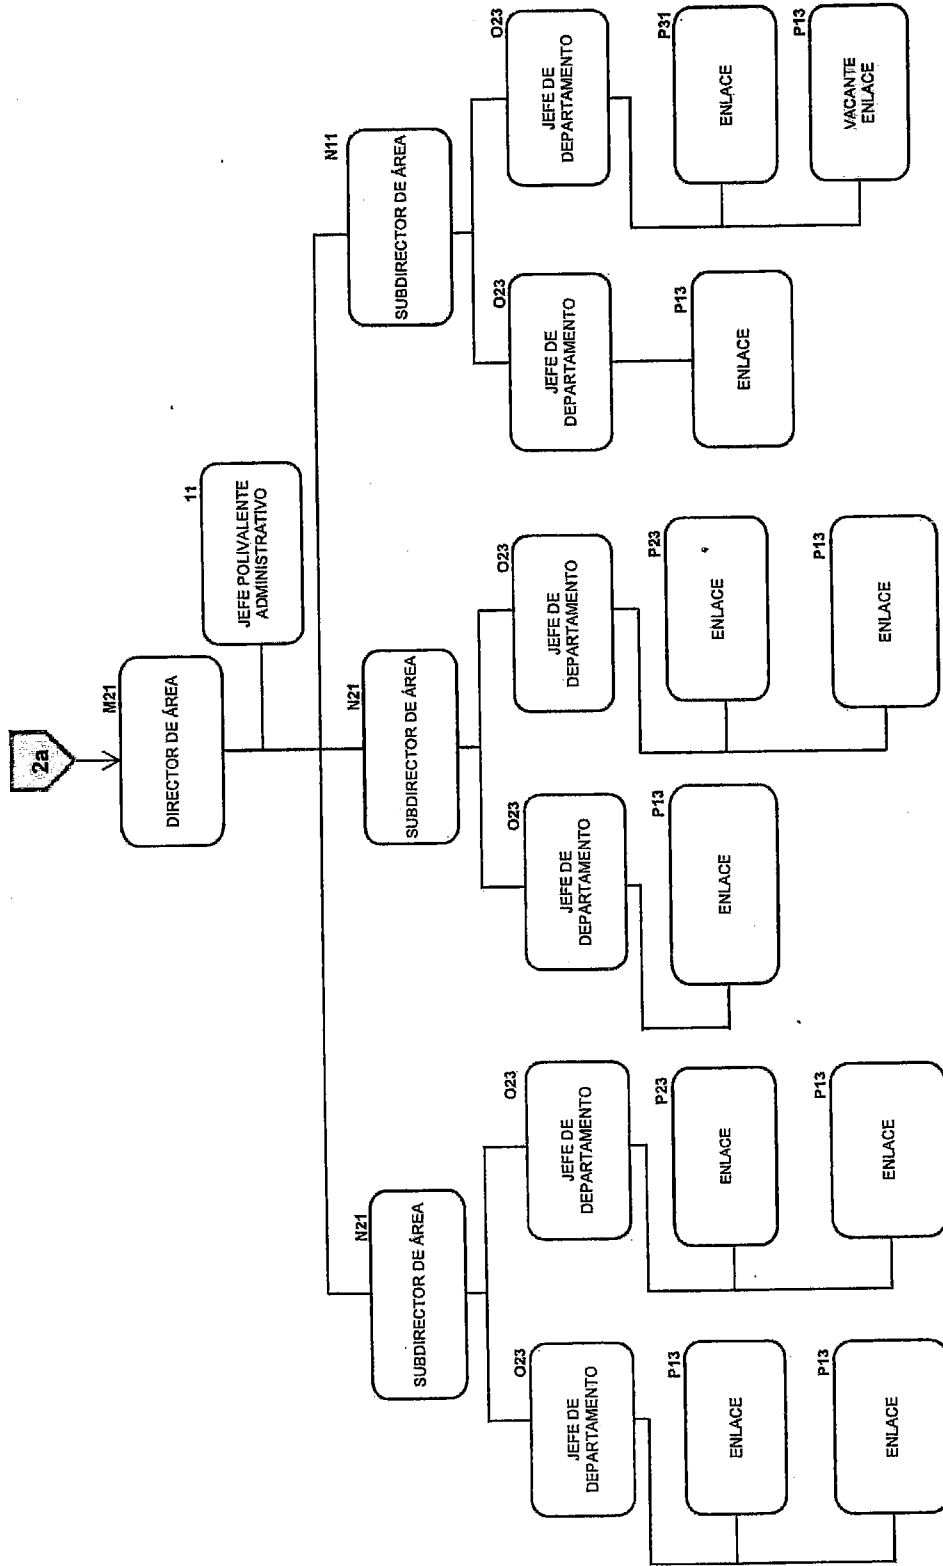 2a
M21
DIRECTOR DE ÁREA
11
JEFE POLIVALENTE
ADMINISTRATIVO
N21
SUBDIRECTOR DE ÁREA
N21
SUBDIRECTOR DE ÁREA
N11
SUBDIRECTOR DE ÁREA
O23
JEFE DE
DEPARTAMENTO
O23
JEFE DE
DEPARTAMENTO
O23
JEFE DE
DEPARTAMENTO
O23
JEFE DE
DEPARTAMENTO
O23
JEFE DE
DEPARTAMENTO
O23
JEFE DE
DEPARTAMENTO
P13
ENLACE
P23
ENLACE
P13
ENLACE
P23
ENLACE
P13
ENLACE
P31
ENLACE
P13
ENLACE
P13
ENLACE
P13
ENLACE
P13
VACANTE
ENLACE